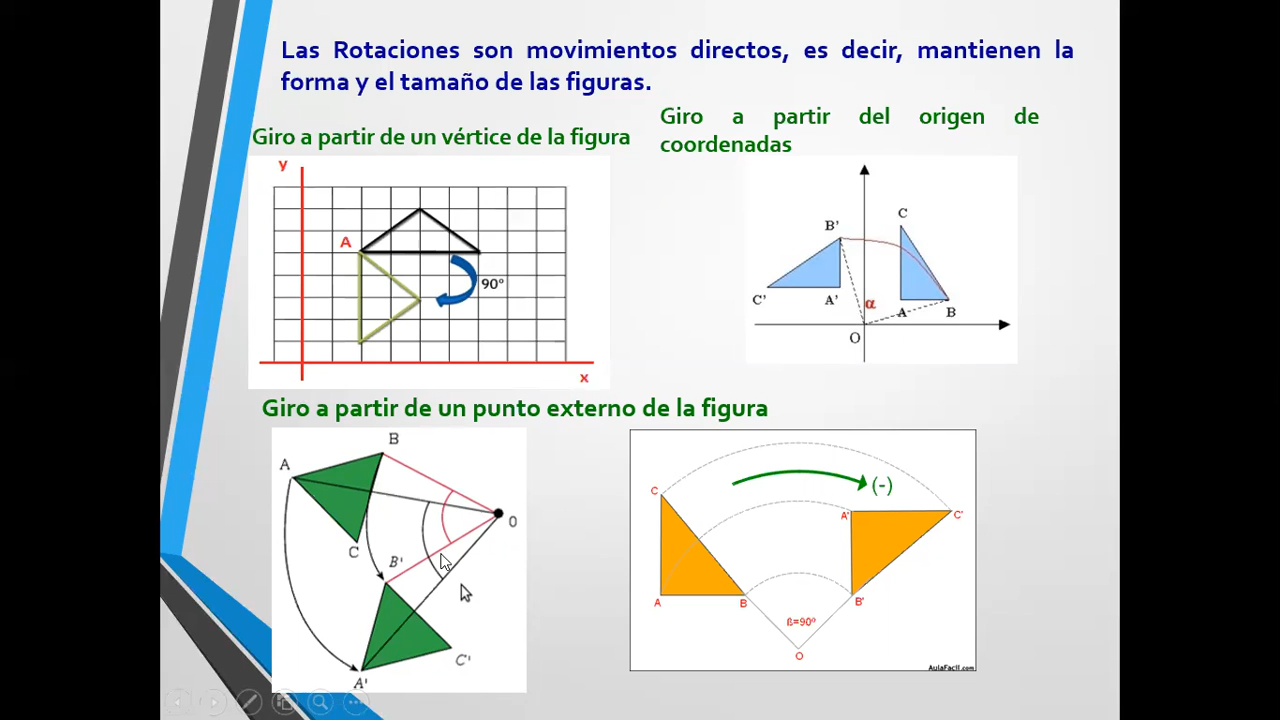 Las Rotaciones son movimientos directos, es decir, mantienen la
forma y el tamaño de las figuras.
Giro a partir de un vértice de la figura
Giro a partir del origen de
coordenadas
y
A
90°
x
C
B'
C'
A'
α
A
B
O
Giro a partir de un punto externo de la figura
B
A
O
C
B'
C'
A'
(-)
C
A'
C'
A
B
B'
ß=90º
O
AulaFacil.com